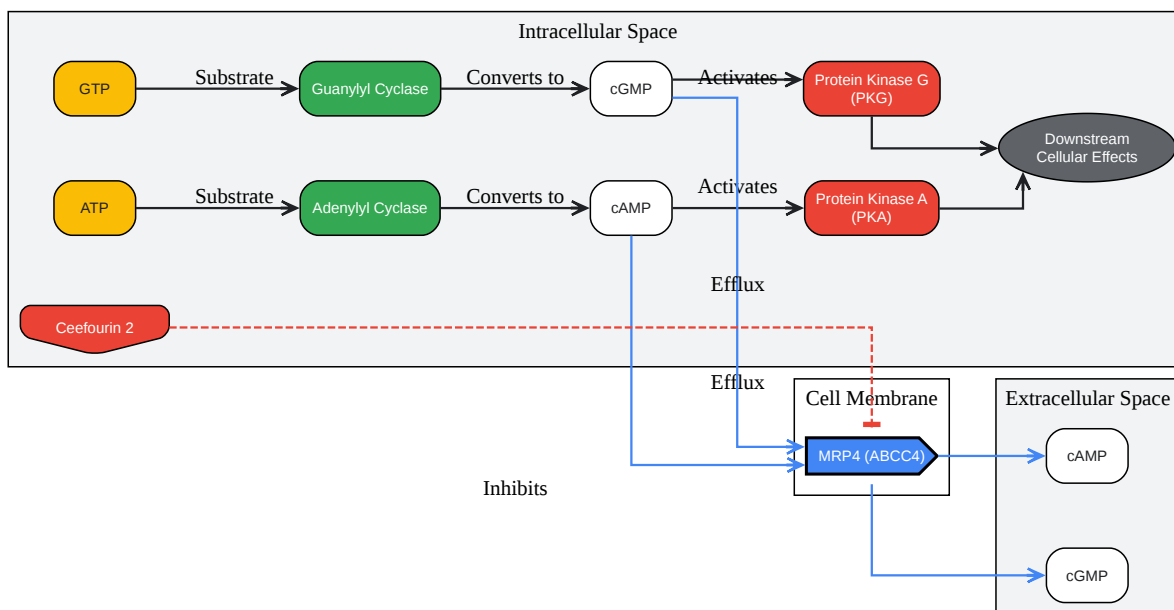 Intracellular Space
GTP
Substrate
Guanylyl Cyclase
Converts to
cGMP
Activates
Protein Kinase G
(PKG)
Downstream
Cellular Effects
ATP
Substrate
Adenylyl Cyclase
Converts to
cAMP
Activates
Protein Kinase A
(PKA)
Efflux
Ceefourin 2
Efflux
Cell Membrane
Extracellular Space
MRP4 (ABCC4)
cAMP
Inhibits
cGMP